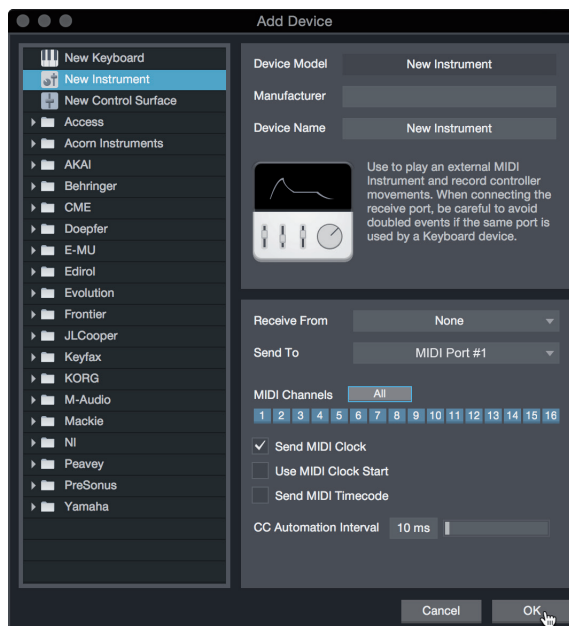 Add Device
New Keyboard
New Instrument
New Control Surface
Access
Acorn Instruments
AKAI
Behringer
CME
Doepfer
E-MU
Edirol
Evolution
Frontier
JLCooper
Keyfax
KORG
M-Audio
Mackie
NI
Peavey
PreSonus
Yamaha
Device Model New Instrument
Manufacturer
Device Name New Instrument
Use to play an external MIDI
Instrument and record controller
movements. When connecting the
receive port, be careful to avoid
doubled events if the same port is
used by a Keyboard device.
Receive From None
Send To MIDI Port #1
MIDI Channels All
1 2 3 4 5 6 7 8 9 10 11 12 13 14 15 16
Send MIDI Clock
Use MIDI Clock Start
Send MIDI Timecode
CC Automation Interval 10 ms
Cancel OK